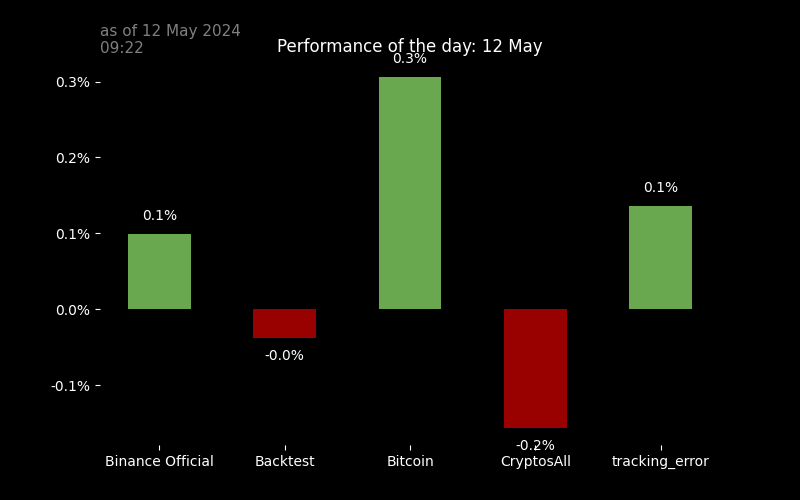 as of 12 May 2024
09:22
Performance of the day: 12 May
0.3%
0.3%
0.2%
0.1%
0.1%
0.1%
0.0%
-0.0%
-0.1%
-0.2%
Binance Official
Backtest
Bitcoin
CryptosAll
tracking_error